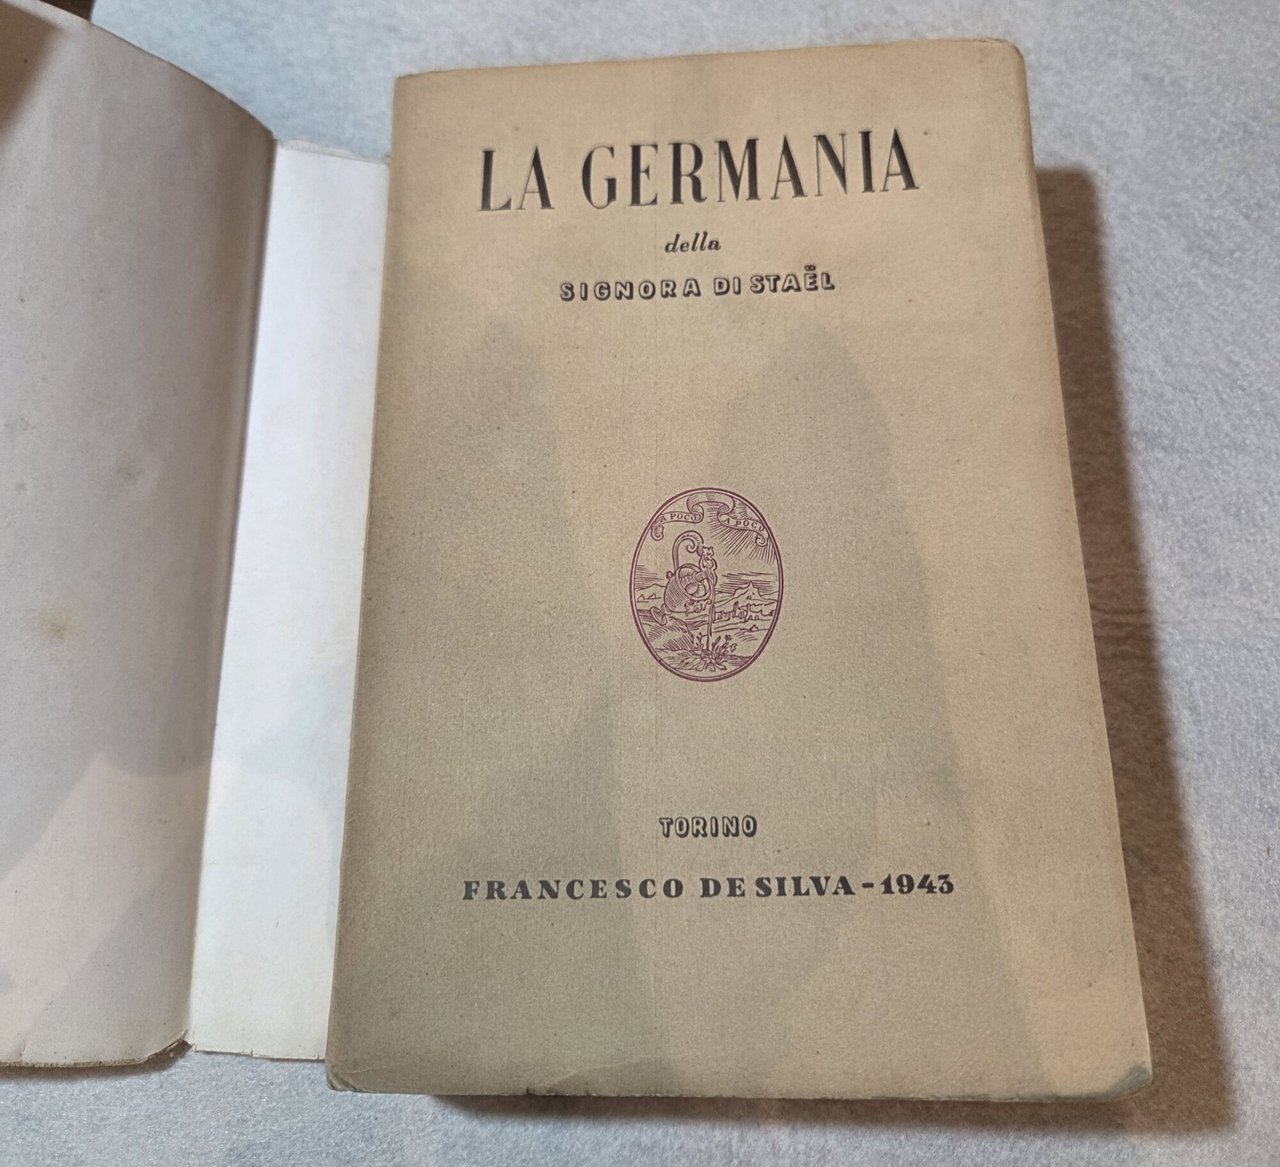 LA GERMANIA
della
SIGNORA DI STAËL
A POCO A POCO
TORINO
FRANCESCO DE SILVA - 1943